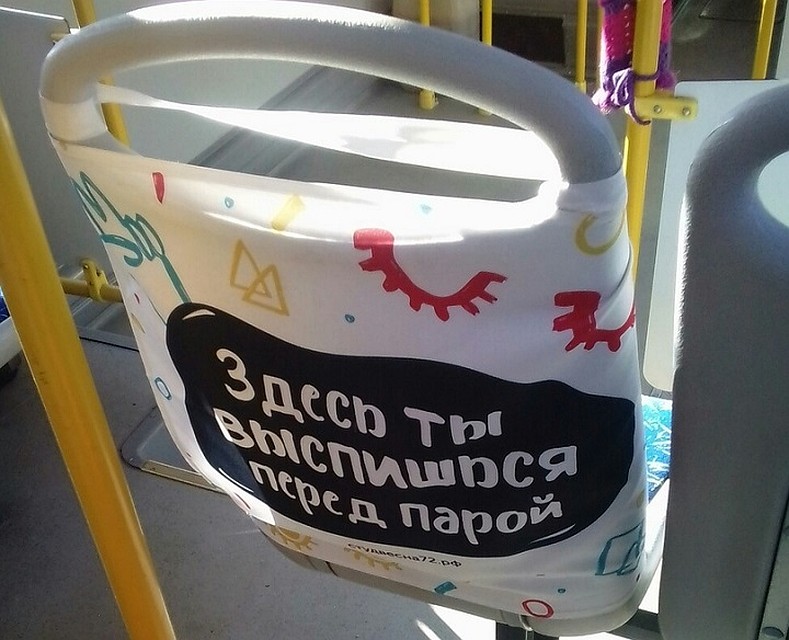 Здесь ты
выспишься
перед парой
студвесна72.рф